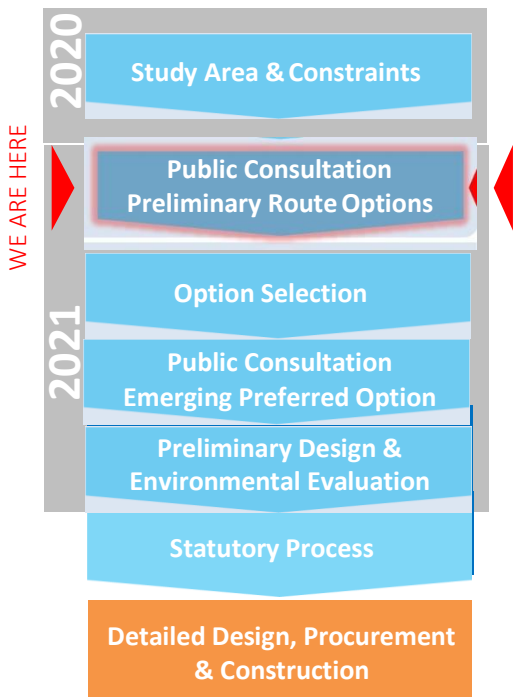 2020
Study Area & Constraints
WE ARE HERE
Public Consultation
Preliminary Route Options
2021
Option Selection
Public Consultation
Emerging Preferred Option
Preliminary Design &
Environmental Evaluation
Statutory Process
Detailed Design, Procurement
& Construction